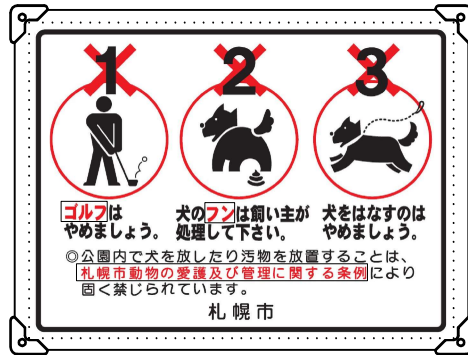 1 2 3
ゴルフは
やめましょう。
犬のフンは飼い主が
処理して下さい。
犬をはなすのは
やめましょう。
◎公園内で犬を放したり汚物を放置することは、
札幌市動物の愛護及び管理に関する条例により
固く禁じられています。
札幌市